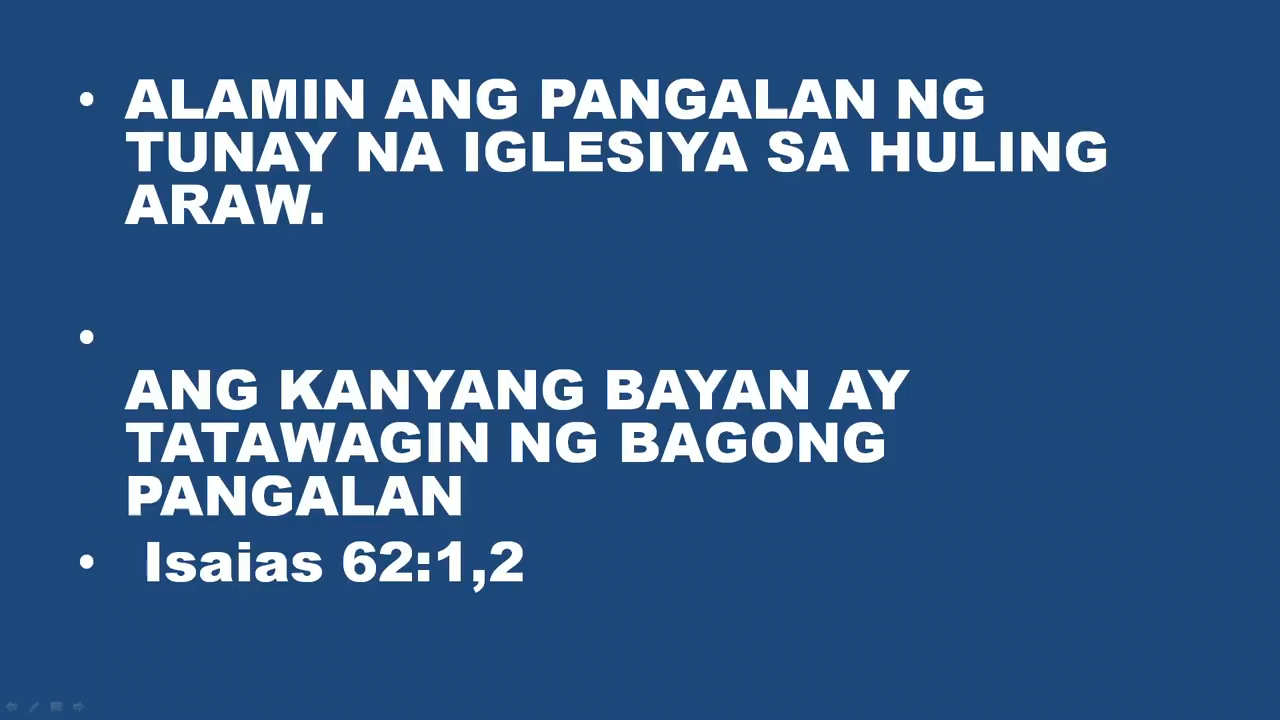 • ALAMIN ANG PANGALAN NG
TUNAY NA IGLESIYA SA HULING
ARAW.
•
ANG KANYANG BAYAN AY
TATAWAGIN NG BAGONG
PANGALAN
• Isaias 62:1,2